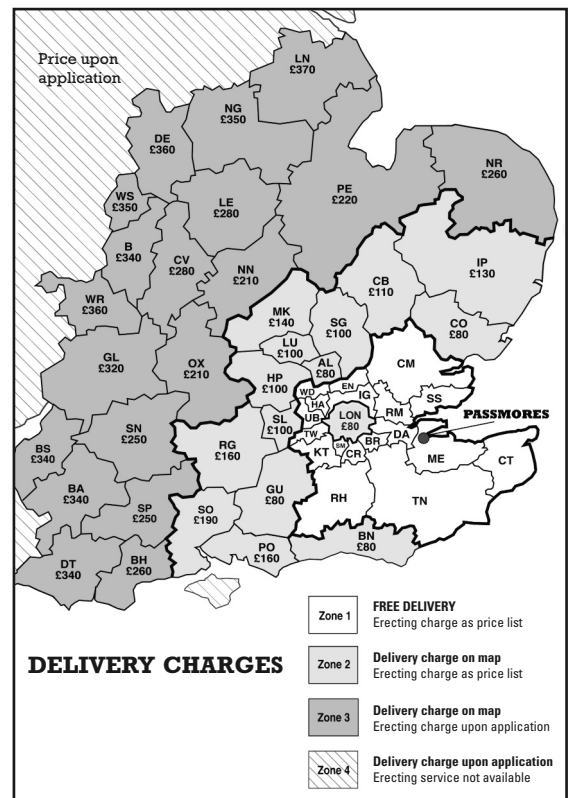 Price upon
application
LN
£370
NG
£350
DE
£360
NR
£260
WS
£350
LE
£280
PE
£220
B
£340
CV
£280
IP
£130
NN
£210
CB
£110
WR
£360
MK
£140
SG
£100
CO
£80
LU
£100
GL
£320
OX
£210
AL
£80
CM
HP
£100
WD
EN
IG
HA
SS
UB
LON
£80
RM
PASSMORES
SL
£100
TW
DA
SN
£250
BS
£340
RG
£160
KT
SM
CR
BR
ME
CT
BA
£340
GU
£80
RH
TN
SP
£250
SO
£190
BN
£80
PO
£160
DT
£340
BH
£260
DELIVERY CHARGES
Zone 1
FREE DELIVERY
Erecting charge as price list
Zone 2
Delivery charge on map
Erecting charge as price list
Zone 3
Delivery charge on map
Erecting charge upon application
Zone 4
Delivery charge upon application
Erecting service not available